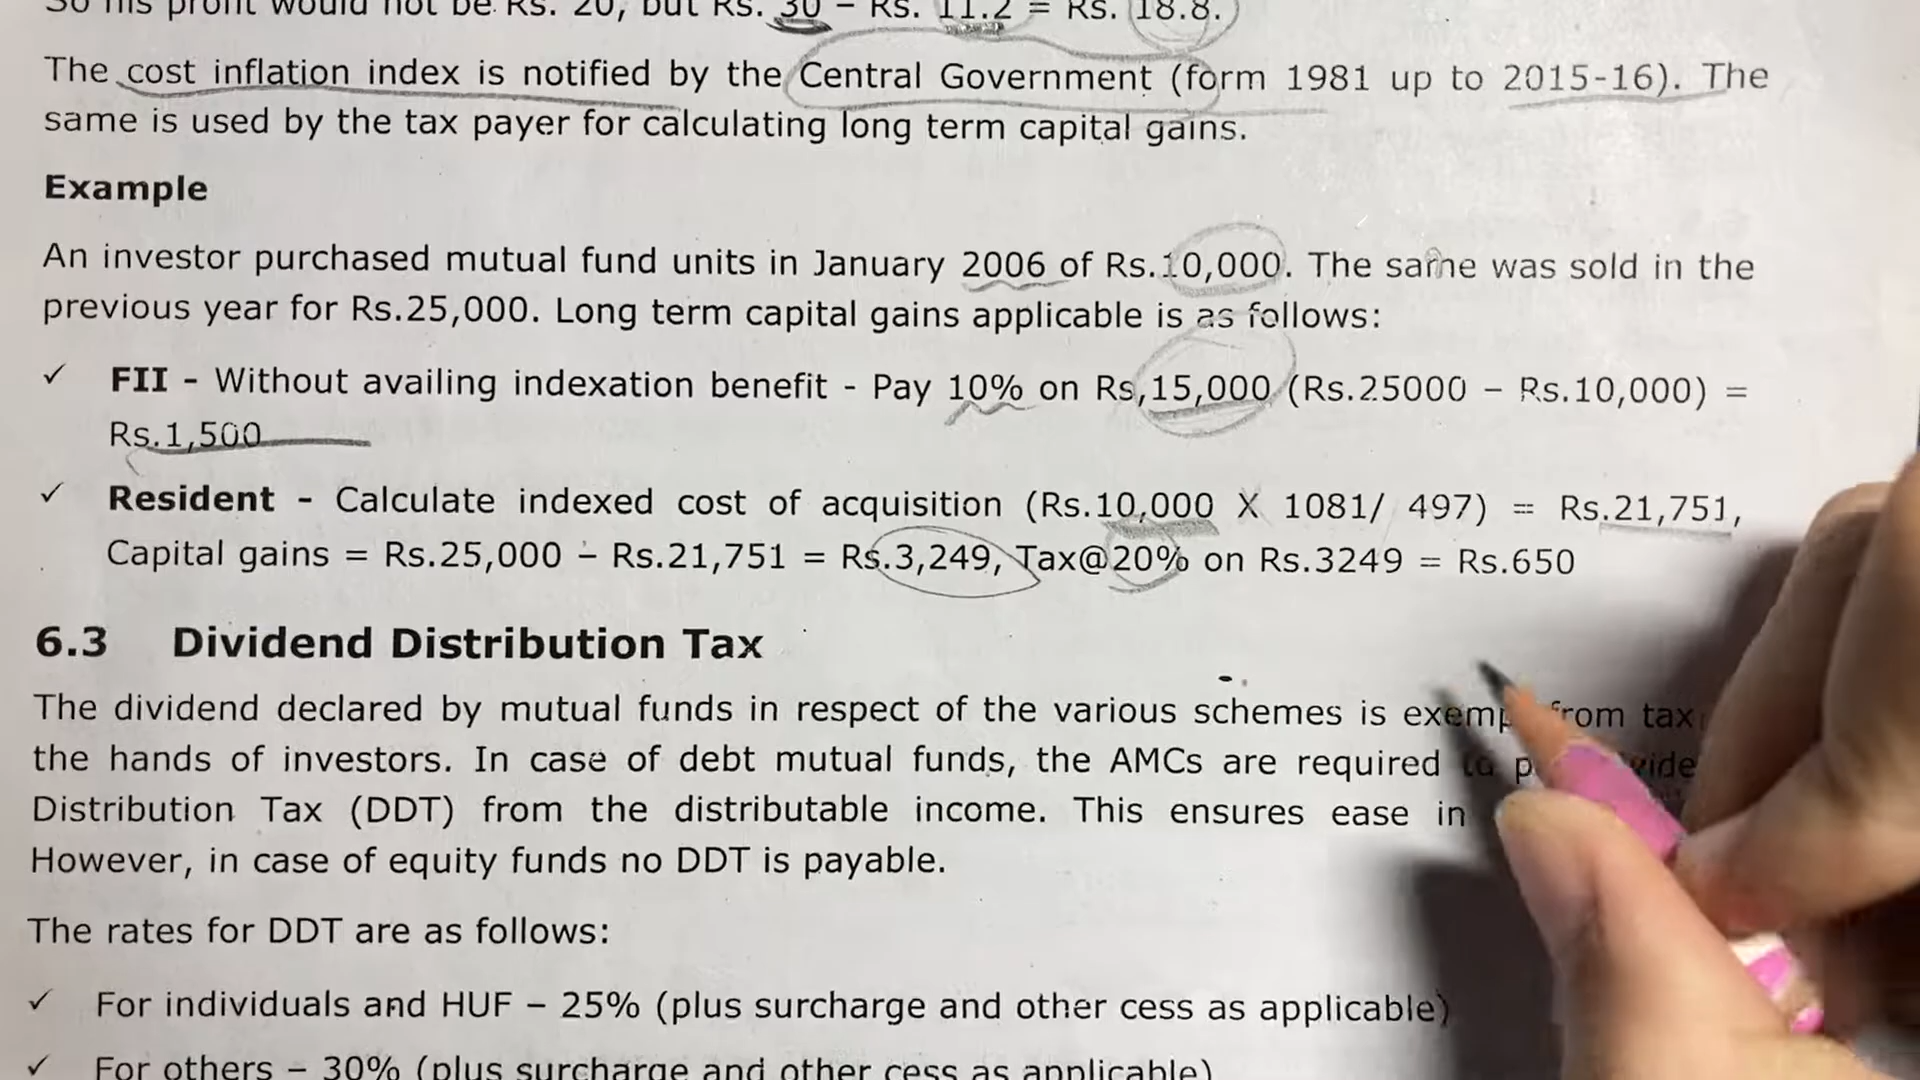 So his profit would not be Rs. 20, but Rs. 30 – Rs. 11.2 = Rs. 18.8.
The cost inflation index is notified by the Central Government (form 1981 up to 2015-16). The
same is used by the tax payer for calculating long term capital gains.
Example
An investor purchased mutual fund units in January 2006 of Rs.10,000. The same was sold in the
previous year for Rs.25,000. Long term capital gains applicable is as follows:
✓ FII - Without availing indexation benefit - Pay 10% on Rs,15,000 (Rs.25000 – Rs.10,000) =
Rs.1,500
✓ Resident - Calculate indexed cost of acquisition (Rs.10,000 X 1081/ 497) = Rs.21,751,
Capital gains = Rs.25,000 – Rs.21,751 = Rs.3,249, Tax@20% on Rs.3249 = Rs.650
6.3 Dividend Distribution Tax
The dividend declared by mutual funds in respect of the various schemes is from tax
the hands of investors. In case of debt mutual funds, the AMCs are required
Distribution Tax (DDT) from the distributable income. This ensures ease in
However, in case of equity funds no DDT is payable.
The rates for DDT are as follows:
✓ For individuals and HUF – 25% (plus surcharge and other cess as applicable)
✓ For others – 30% (plus surcharge and other cess as applicable)